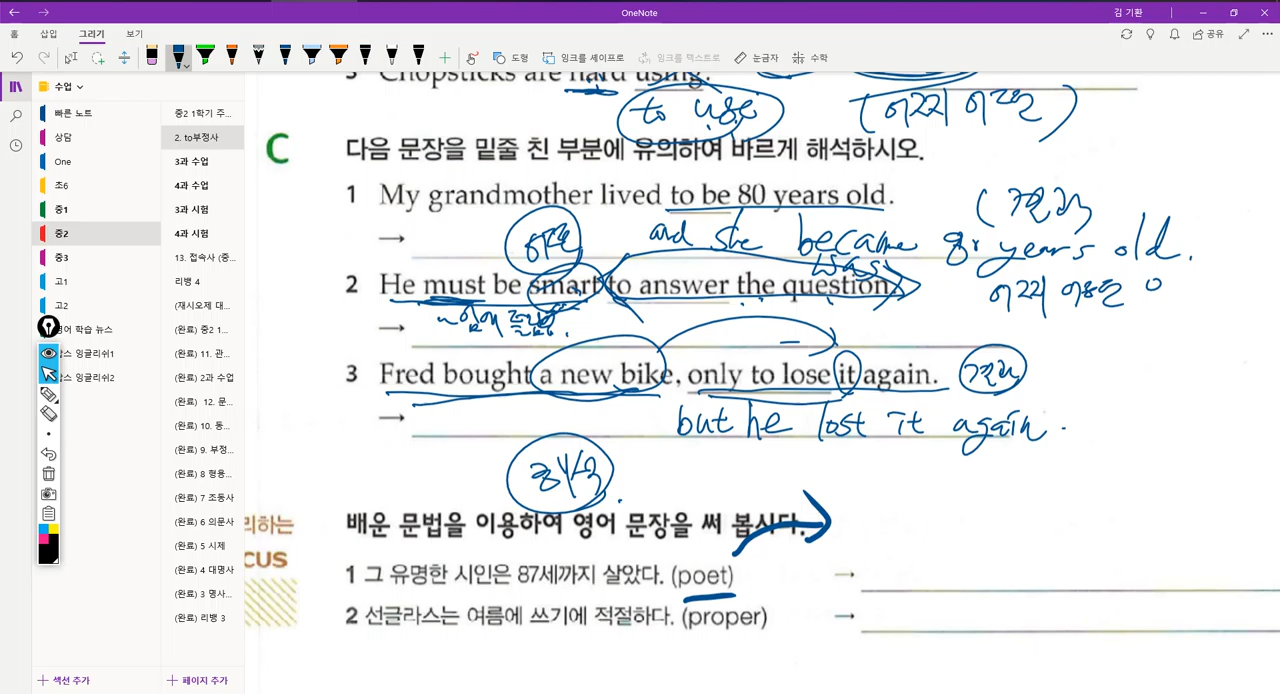 OneNote
김 기환
홈 삽입 그리기 보기
도형 잉크를 셰이프로 잉크를 텍스트로 눈금자 수학 공유
수업
빠른 노트
상담
One
초6
중1
중2
중3
고1
고2
영어 학습 뉴스
스 잉글리쉬1
스 잉글리쉬2
섹션 추가
중2 1학기 주...
2. to부정사
3과 수업
4과 수업
3과 시험
4과 시험
13. 접속사 (중...
리뱅 4
(재시오제 대...
(완료) 중2 1...
(완료) 11. 관...
(완료) 2과 수업
(완료) 12. 문...
(완료) 10. 동...
(완료) 9. 부정...
(완료) 8 형용...
(완료) 7 조동사
(완료) 6 의문사
(완료) 5 시제
(완료) 4 대명사
(완료) 3 명사...
(완료) 리뱅 3
페이지 추가
3 Chopsticks are hard using.
to use
C 다음 문장을 밑줄 친 부분에 유의하여 바르게 해석하시오.
1 My grandmother lived to be 80 years old.
(결과)
→ and she became 80 years old.
was
2 He must be smart to answer the question.
→
3 Fred bought a new bike, only to lose it again. 결과
→ but he lost it again.
리하는
CUS
배운 문법을 이용하여 영어 문장을 써 봅시다.
1 그 유명한 시인은 87세까지 살았다. (poet) →
2 선글라스는 여름에 쓰기에 적절하다. (proper) →